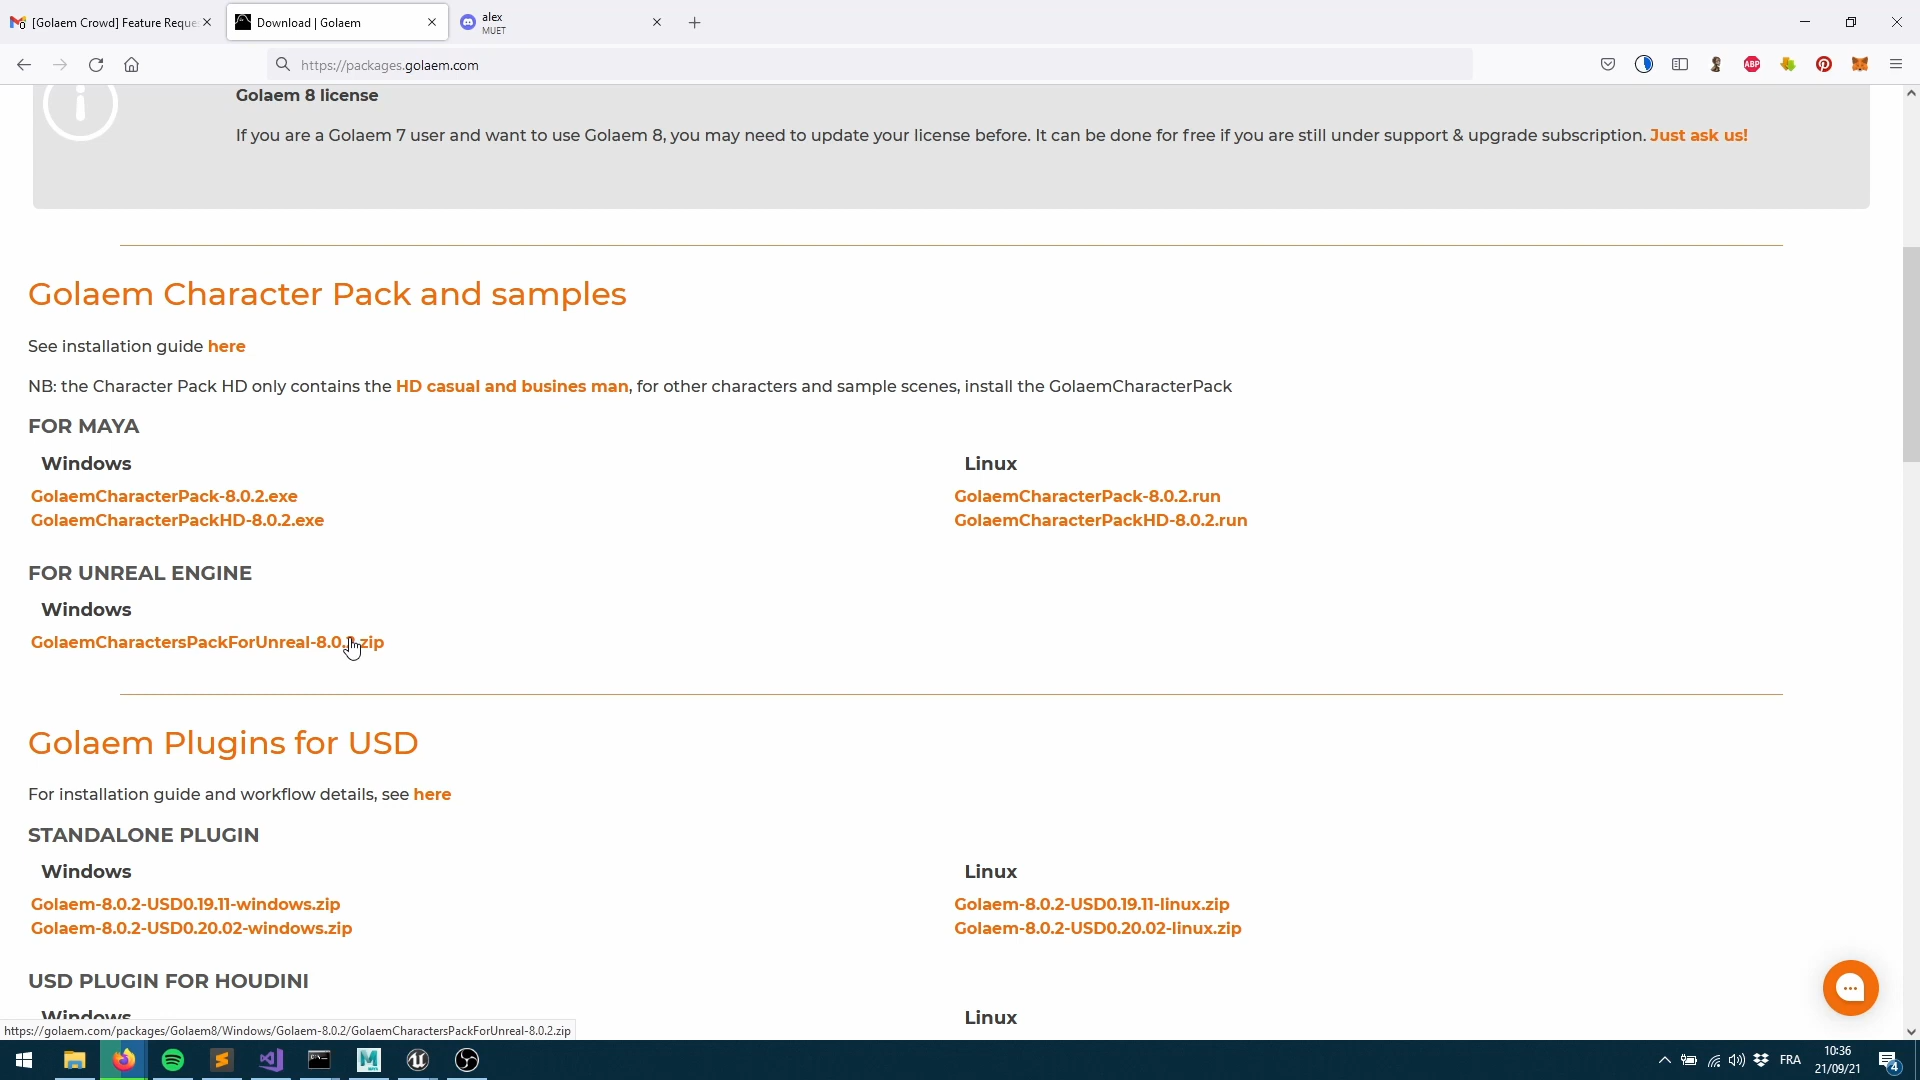 [Golaem Crowd] Feature Reque
Download | Golaem
alex
MUET
https://packages.golaem.com
ABP
Golaem 8 license
If you are a Golaem 7 user and want to use Golaem 8, you may need to update your license before. It can be done for free if you are still under support & upgrade subscription. Just ask us!
Golaem Character Pack and samples
See installation guide here
NB: the Character Pack HD only contains the HD casual and busines man, for other characters and sample scenes, install the GolaemCharacterPack
FOR MAYA
Windows
GolaemCharacterPack-8.0.2.exe
GolaemCharacterPackHD-8.0.2.exe
Linux
GolaemCharacterPack-8.0.2.run
GolaemCharacterPackHD-8.0.2.run
FOR UNREAL ENGINE
Windows
GolaemCharactersPackForUnreal-8.0.2.zip
Golaem Plugins for USD
For installation guide and workflow details, see here
STANDALONE PLUGIN
Windows
Golaem-8.0.2-USD0.19.11-windows.zip
Golaem-8.0.2-USD0.20.02-windows.zip
Linux
Golaem-8.0.2-USD0.19.11-linux.zip
Golaem-8.0.2-USD0.20.02-linux.zip
USD PLUGIN FOR HOUDINI
Windows
Linux
https://golaem.com/packages/Golaem8/Windows/Golaem-8.0.2/GolaemCharactersPackForUnreal-8.0.2.zip
FRA
10:36
21/09/21
4